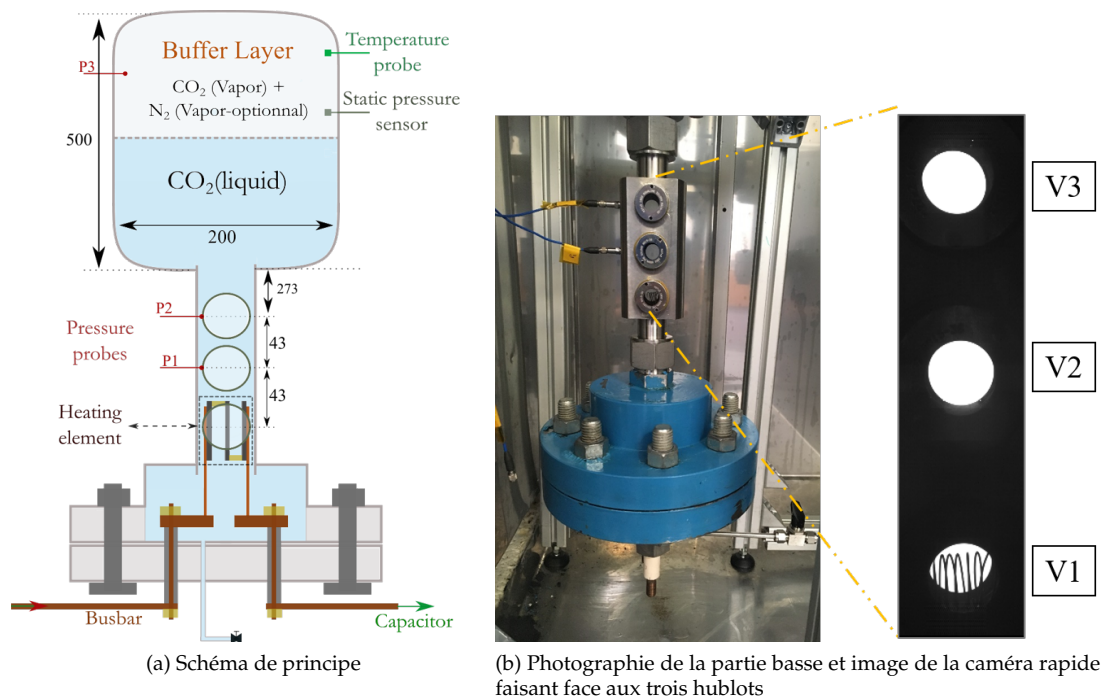 Buffer Layer
CO₂ (Vapor) +
N₂ (Vapor-optionnal)
P3
Temperature
probe
Static pressure
sensor
500
CO₂(liquid)
200
273
P2
Pressure
probes
43
P1
43
Heating
element
Busbar
Capacitor
V3
V2
V1
(a) Schéma de principe
(b) Photographie de la partie basse et image de la caméra rapide
faisant face aux trois hublots